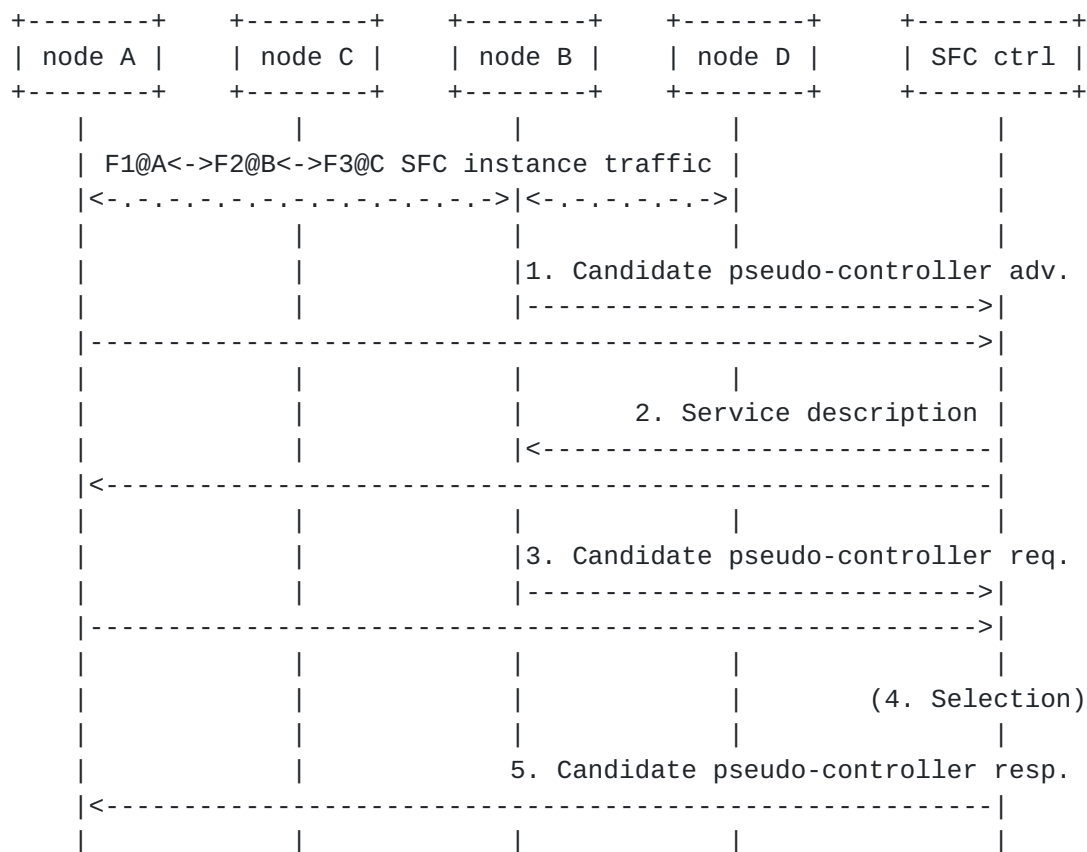 node A node C node B node D SFC ctrl
F1@A<->F2@B<->F3@C SFC instance traffic
1. Candidate pseudo-controller adv.
2. Service description
3. Candidate pseudo-controller req.
(4. Selection)
5. Candidate pseudo-controller resp.